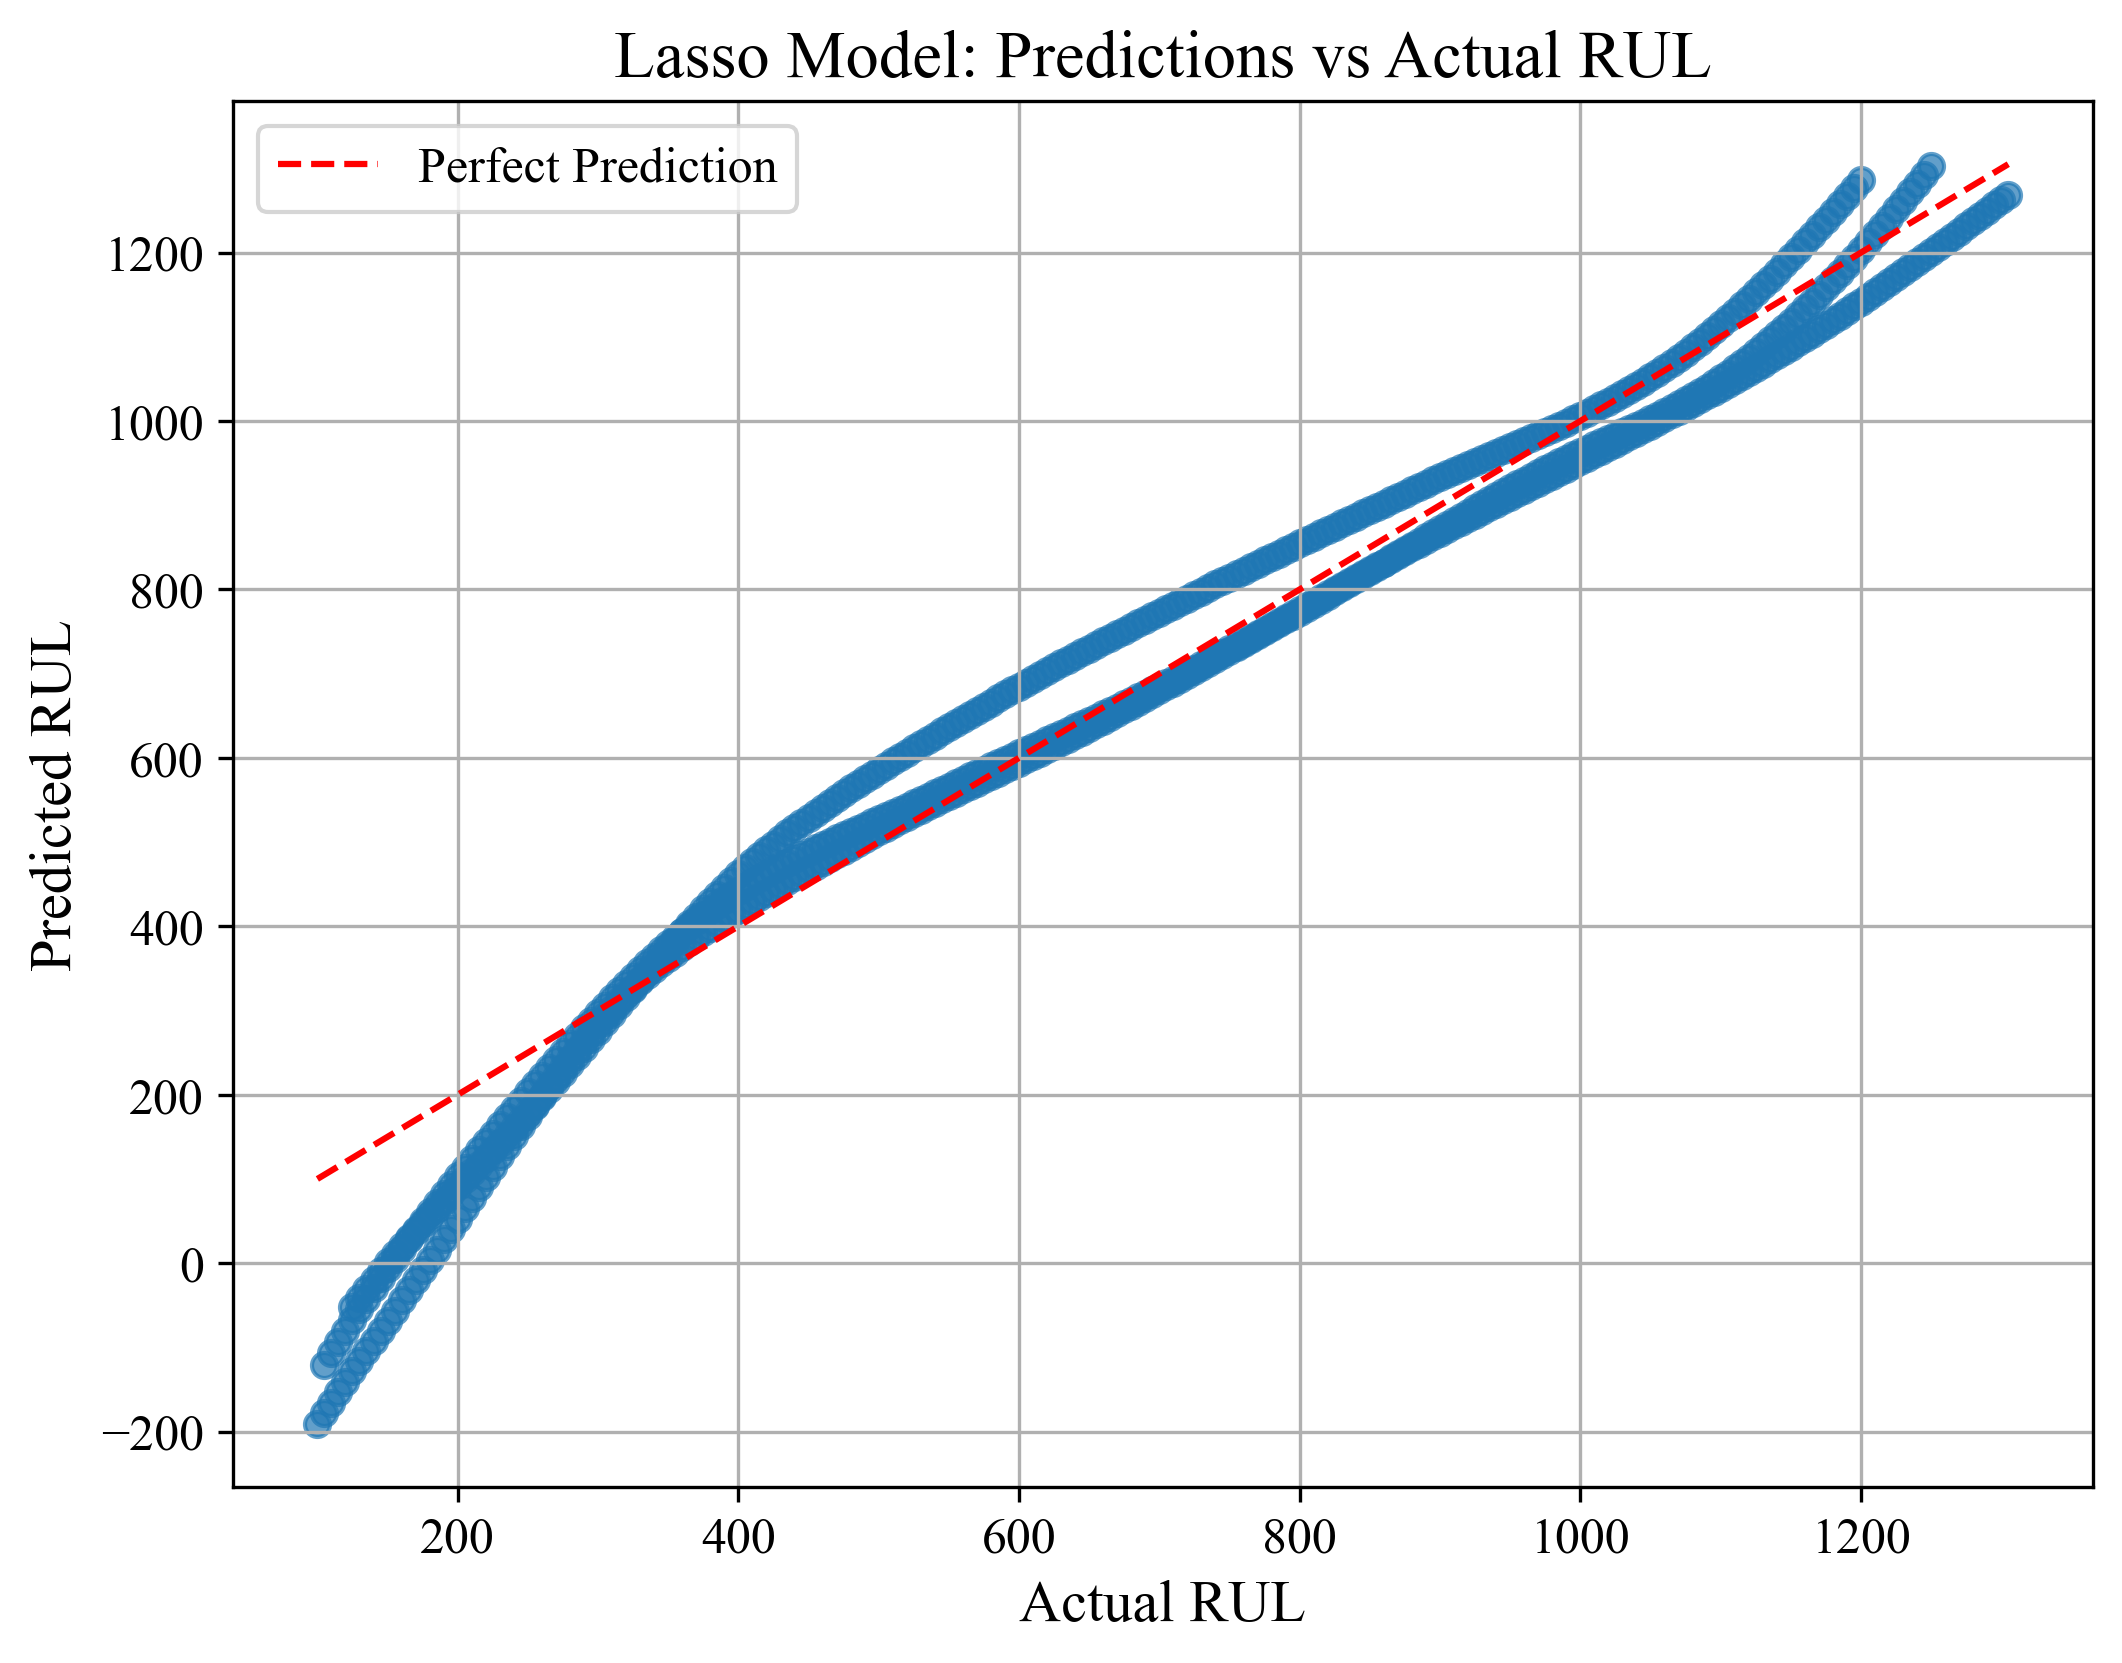 Lasso Model: Predictions vs Actual RUL
Perfect Prediction
1200
1000
800
600
400
200
0
−200
Predicted RUL
200 400 600 800 1000 1200
Actual RUL